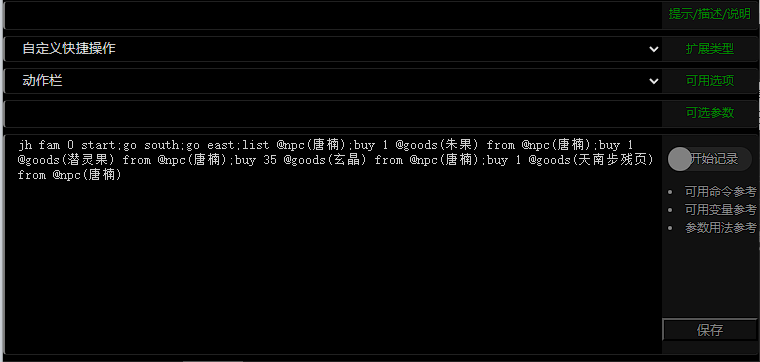 提示/描述/说明
自定义快捷操作
扩展类型
动作栏
可用选项
可选参数
jh fam 0 start;go south;go east;list @npc(唐楠);buy 1 @goods(朱果) from @npc(唐楠);buy 1
@goods(潜灵果) from @npc(唐楠);buy 35 @goods(玄晶) from @npc(唐楠);buy 1 @goods(天南步残页)
from @npc(唐楠)
开始记录
可用命令参考
可用变量参考
参数用法参考
保存